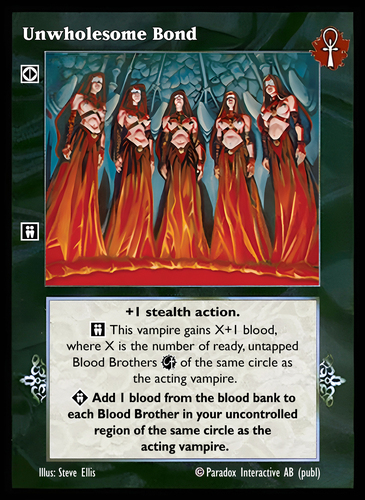 Unwholesome Bond
+1 stealth action.
This vampire gains X+1 blood,
where X is the number of ready, untapped
Blood Brothers of the same circle as
the acting vampire.
Add 1 blood from the blood bank to
each Blood Brother in your uncontrolled
region of the same circle as the
acting vampire.
Illus: Steve Ellis © Paradox Interactive AB (publ)